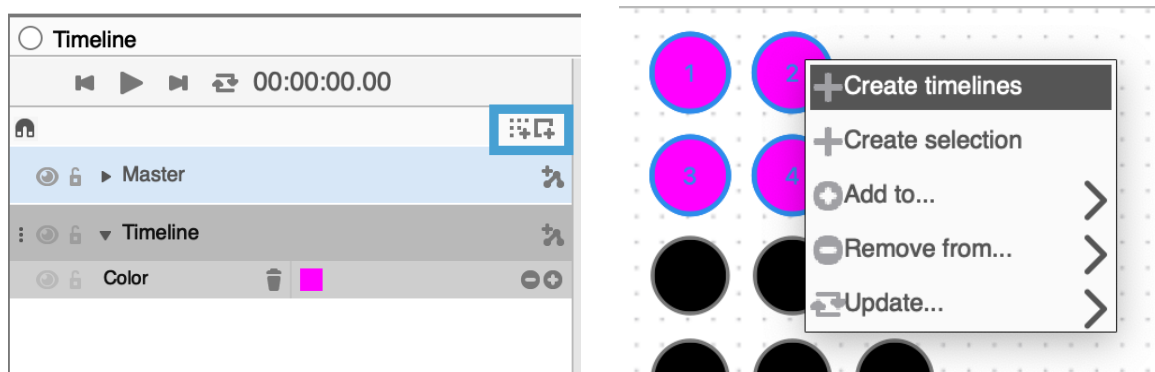 Timeline
00:00:00.00
Master
Timeline
Color
1
2
3
4
Create timelines
Create selection
Add to...
Remove from...
Update...